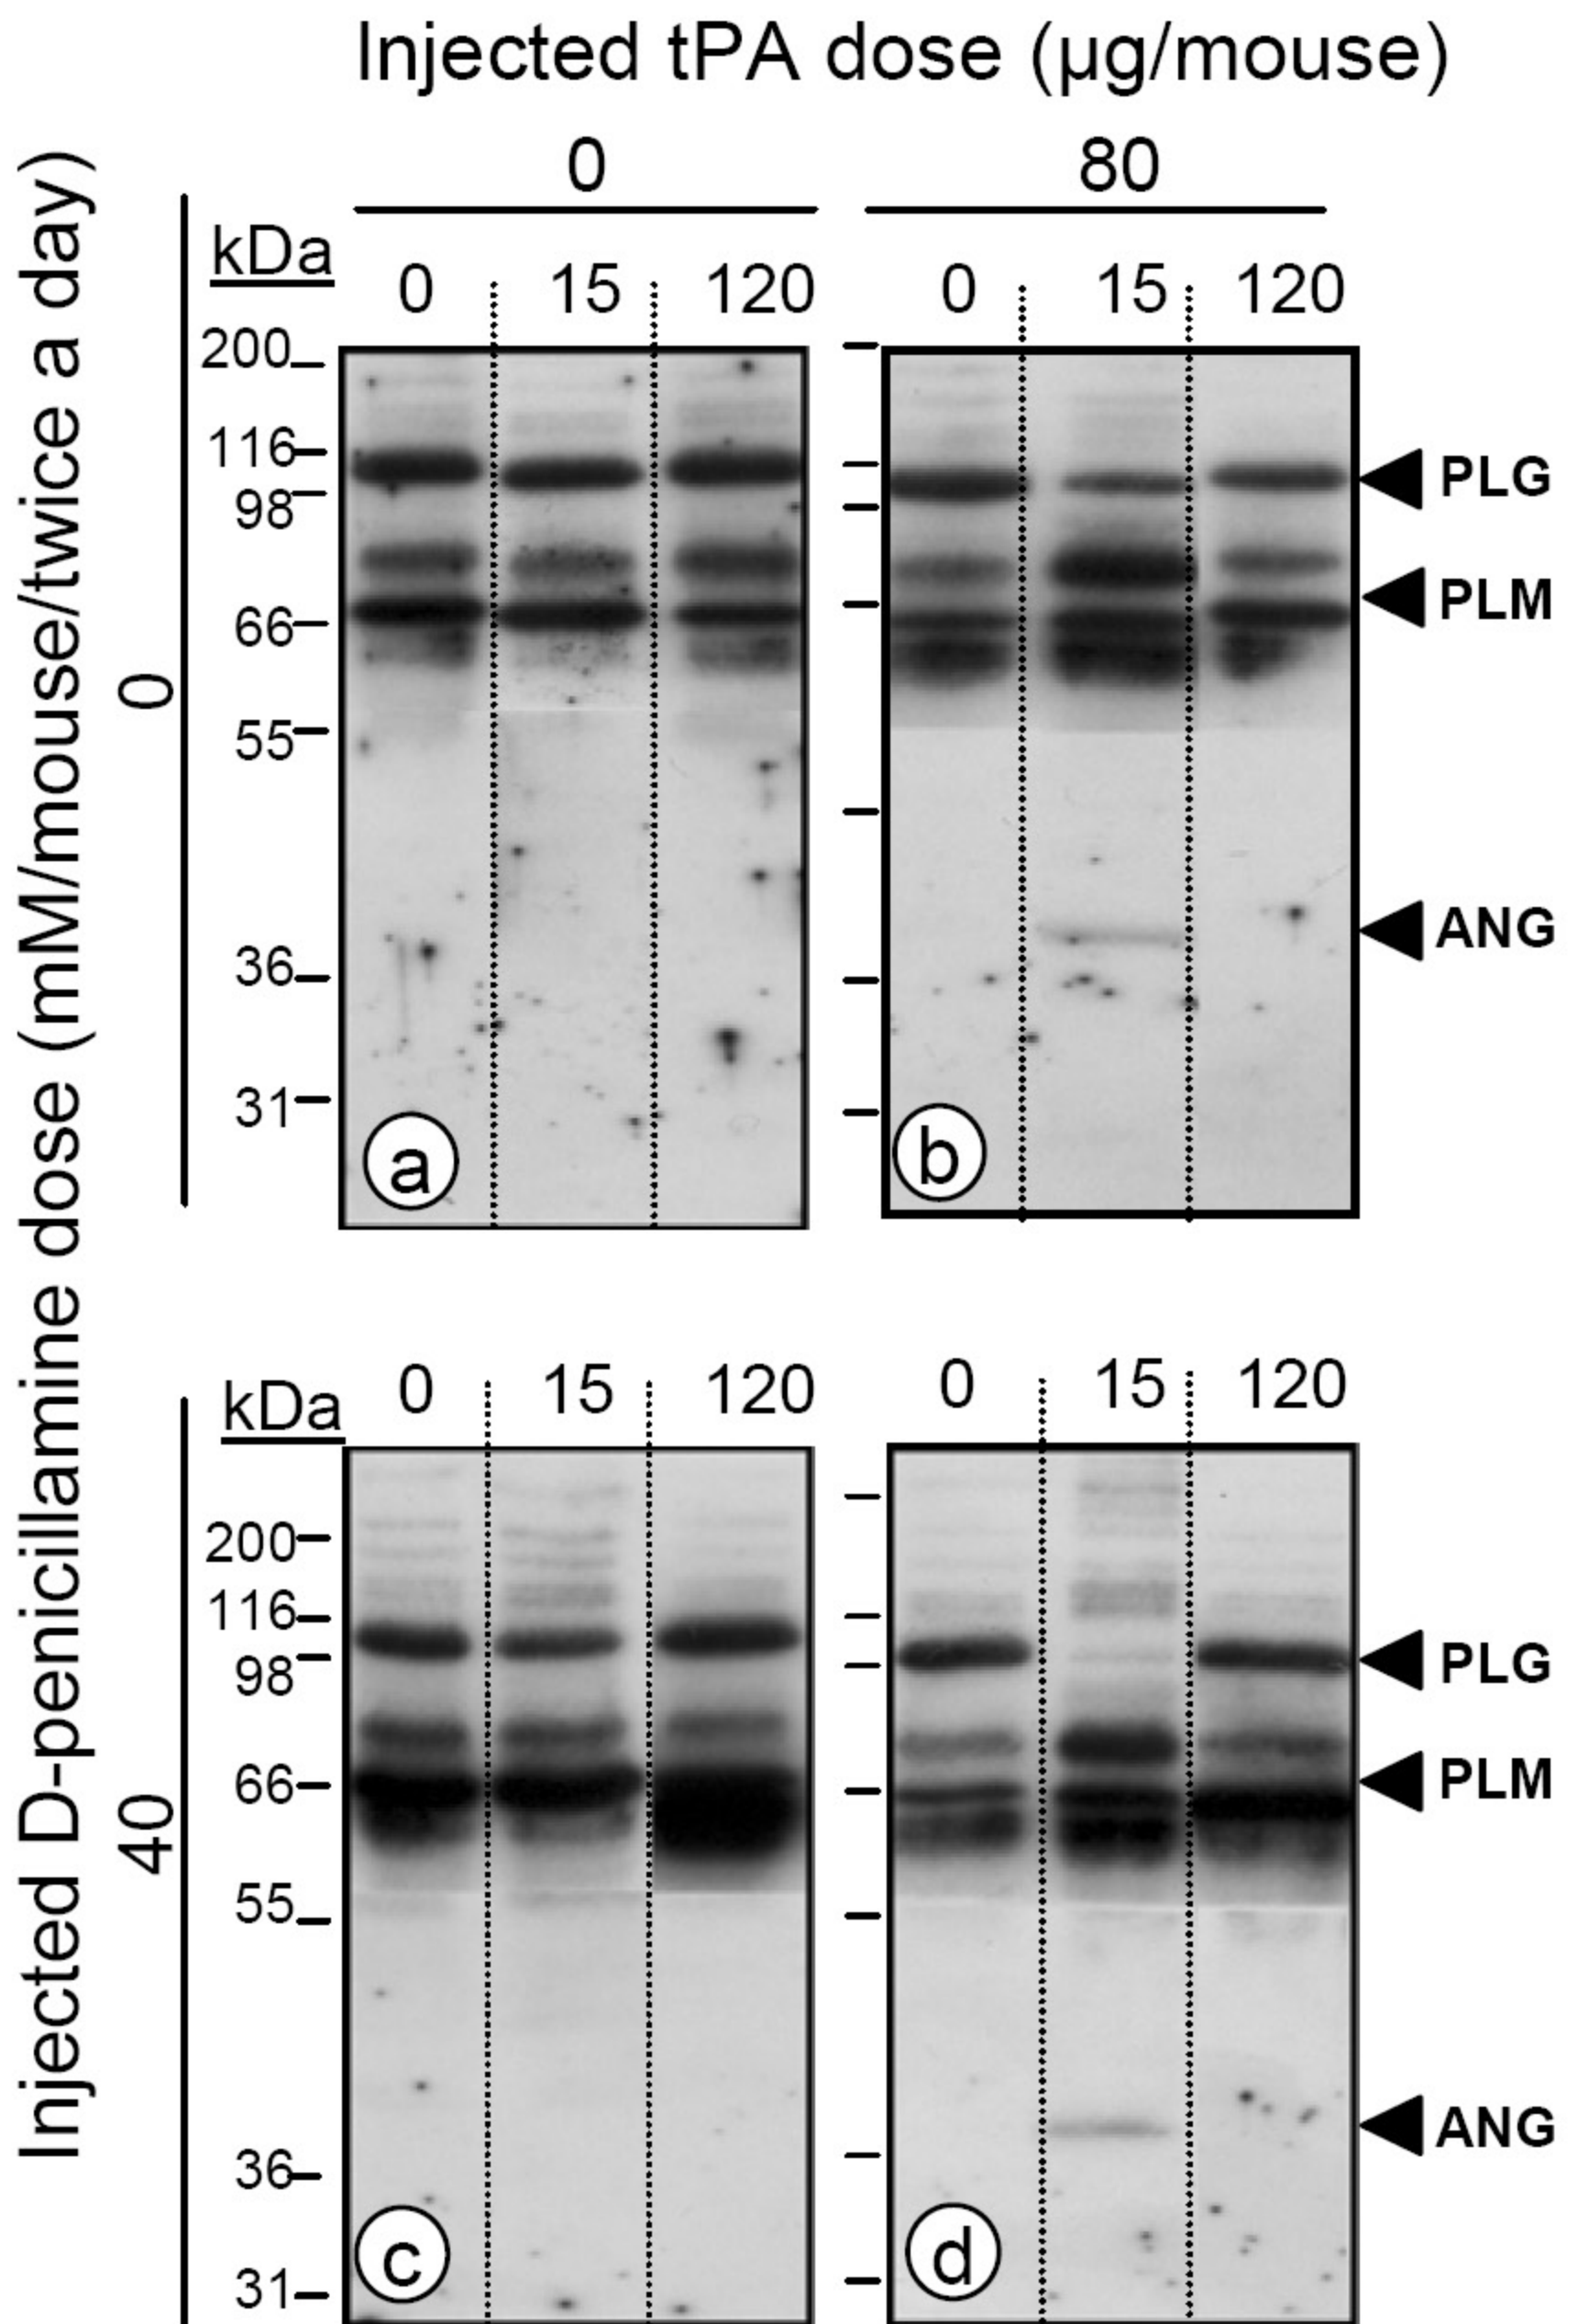 Injected tPA dose (µg/mouse)
0 80
kDa 0 15 120 0 15 120
200
116
98
66
55
36
31
PLG
PLM
ANG
a b
Injected D-penicillamine dose (mM/mouse/twice a day)
0
40
kDa 0 15 120 0 15 120
200
116
98
66
55
36
31
PLG
PLM
ANG
c d